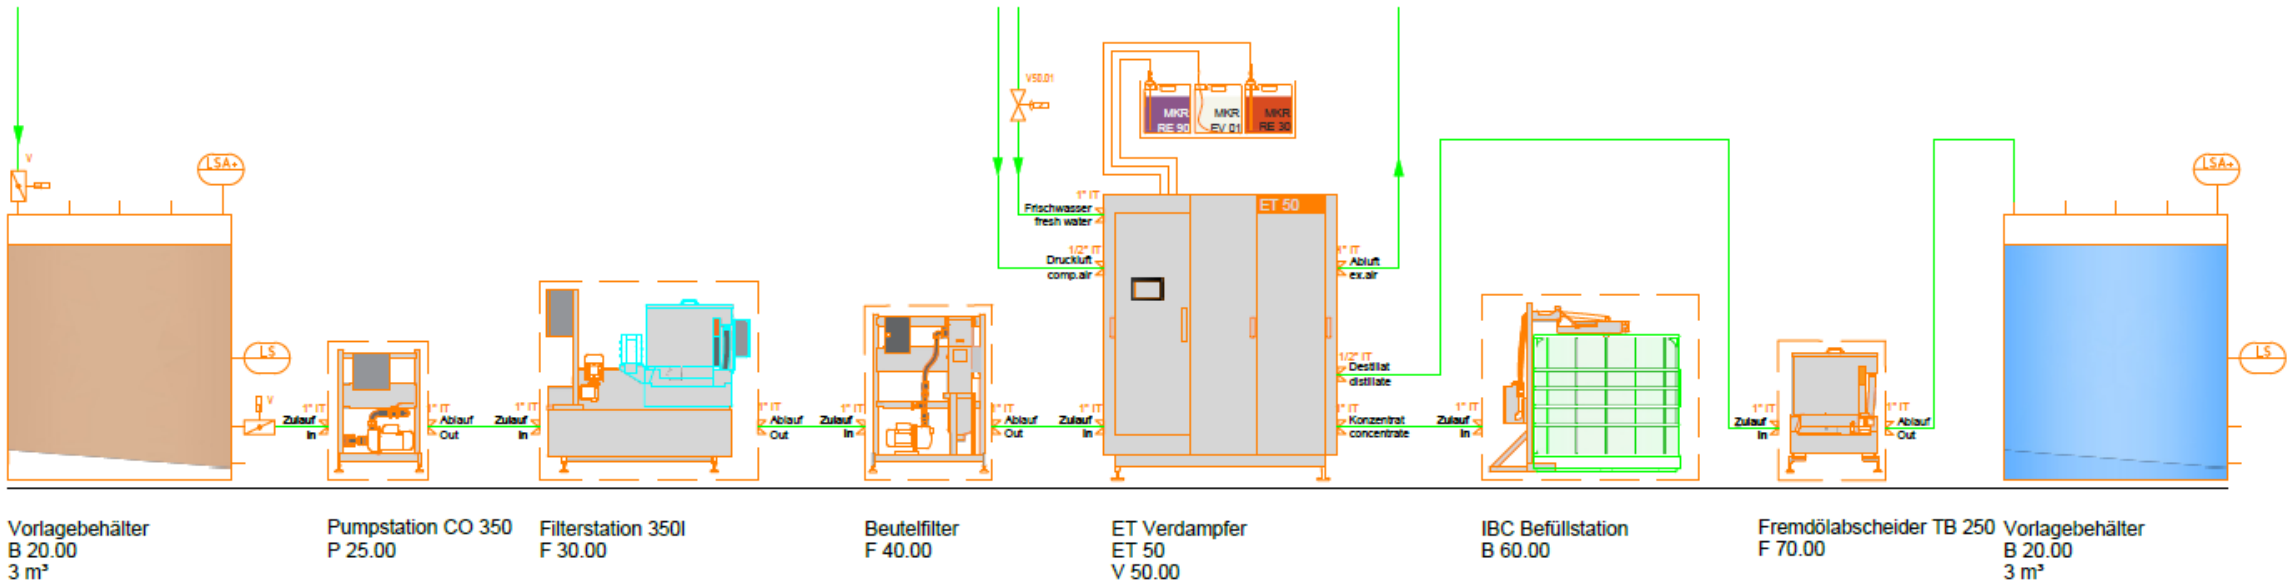 V
LSA+
LS
V
1" IT
Zulauf
In
1" IT
Ablauf
Out
1" IT
Zulauf
In
1" IT
Ablauf
Out
1" IT
Zulauf
In
1" IT
Ablauf
Out
1" IT
Zulauf
In
V50.01
MKR
RE 90
MKR
EV 01
MKR
RE 30
1" IT
Frischwasser
fresh water
1/2" IT
Druckluft
comp.air
ET 50
4" IT
Abluft
ex.air
1/2" IT
Destillat
distillate
1" IT
Konzentrat
concentrate
1" IT
Zulauf
In
1" IT
Zulauf
In
1" IT
Ablauf
Out
LSA+
LS
Vorlagebehälter
B 20.00
3 m³
Pumpstation CO 350
P 25.00
Filterstation 350l
F 30.00
Beutelfilter
F 40.00
ET Verdampfer
ET 50
V 50.00
IBC Befüllstation
B 60.00
Fremdölabscheider TB 250
F 70.00
Vorlagebehälter
B 20.00
3 m³